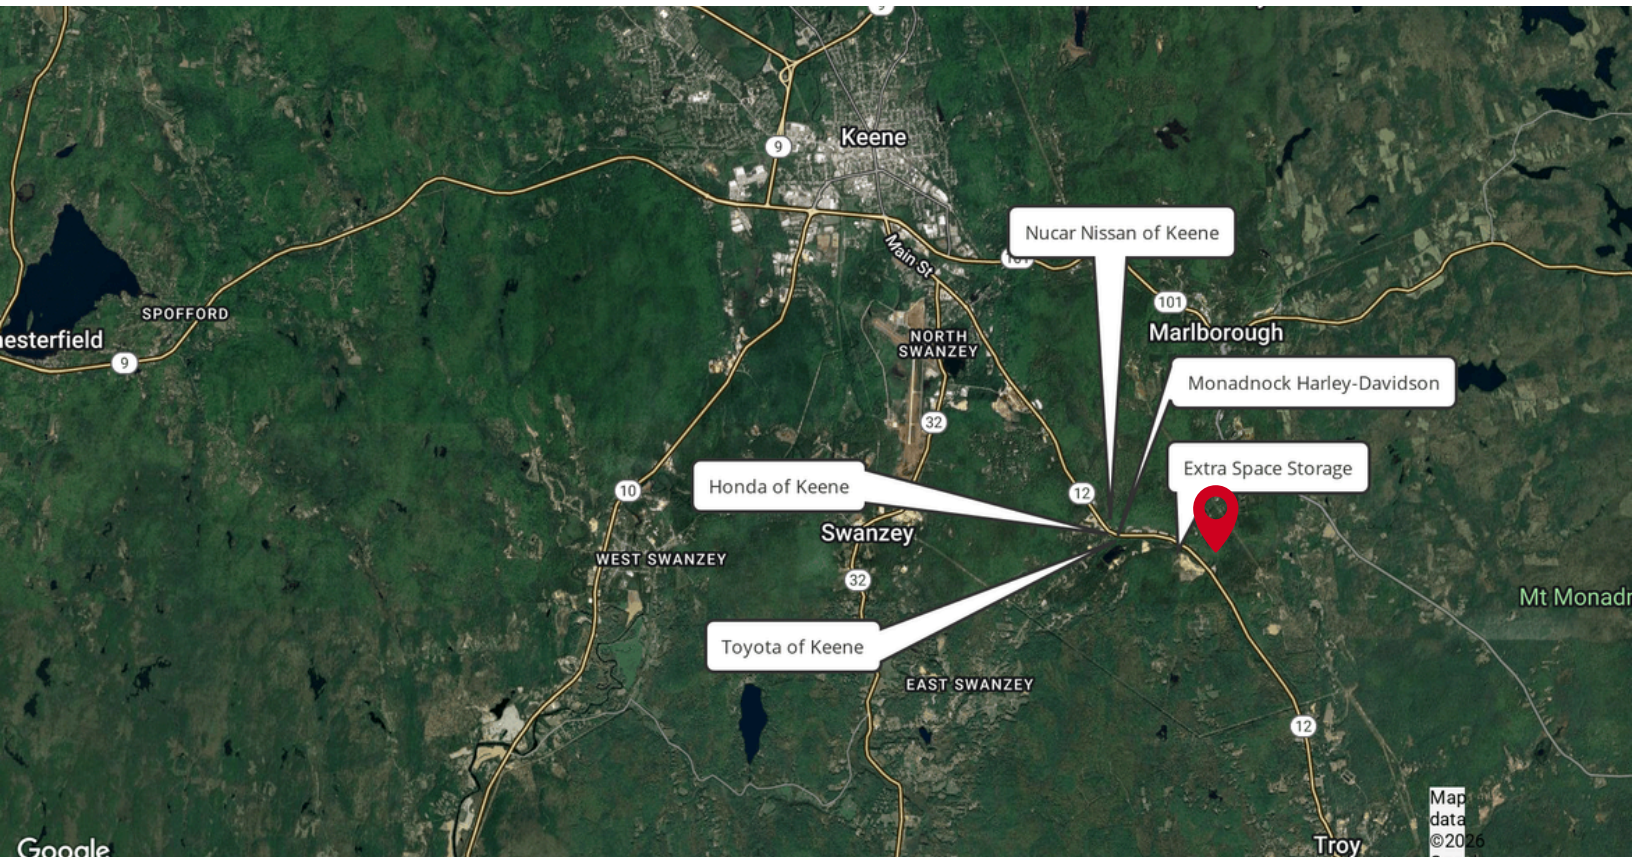 9
Keene
9
Nucar Nissan of Keene
Main St
101
SPOFFORD
NORTH
SWANZEY
Marlborough
esterfield
9
Monadnock Harley-Davidson
32
Extra Space Storage
Honda of Keene
10
12
Swanzey
WEST SWANZEY
32
Mt Monadn
Toyota of Keene
EAST SWANZEY
12
Map
data
©2026
Troy
Google